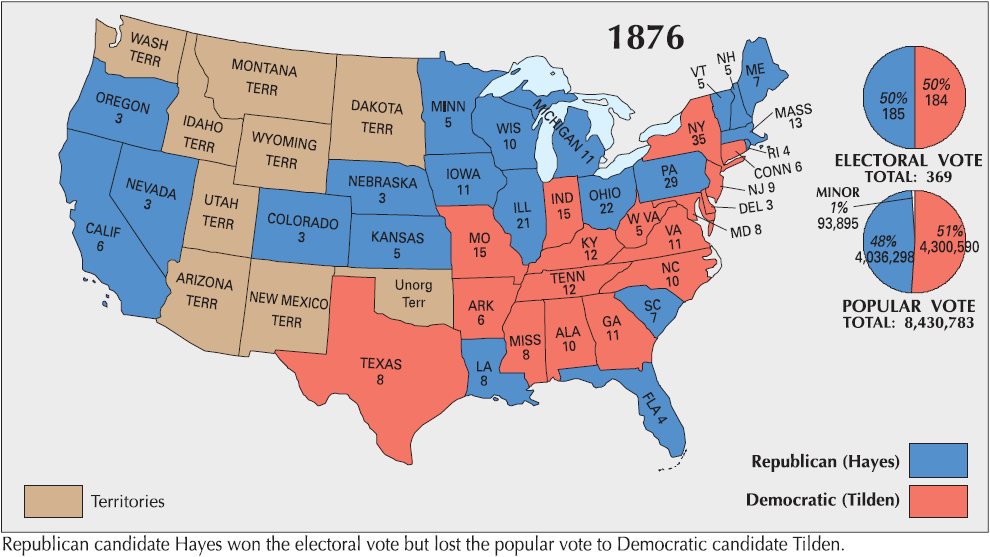 1876
WASH
TERR
MONTANA
TERR
DAKOTA
TERR
MINN
5
OREGON
3
IDAHO
TERR
WYOMING
TERR
WIS
10
MICHIGAN 11
VT
5
NH
5
ME
7
MASS
13
NY
35
RI 4
CONN 6
NJ 9
DEL 3
MD 8
PA
29
NEVADA
3
UTAH
TERR
COLORADO
3
NEBRASKA
3
IOWA
11
ILL
21
IND
15
OHIO
22
W VA
5
VA
11
CALIF
6
KANSAS
5
MO
15
KY
12
NC
10
ARIZONA
TERR
NEW MEXICO
TERR
Unorg
Terr
ARK
6
TENN
12
SC
7
TEXAS
8
LA
8
MISS
8
ALA
10
GA
11
FLA 4
50%
185
50%
184
ELECTORAL VOTE
TOTAL: 369
MINOR
1%
93,895
48%
4,036,298
51%
4,300,590
POPULAR VOTE
TOTAL: 8,430,783
Republican (Hayes)
Democratic (Tilden)
Territories
Republican candidate Hayes won the electoral vote but lost the popular vote to Democratic candidate Tilden.